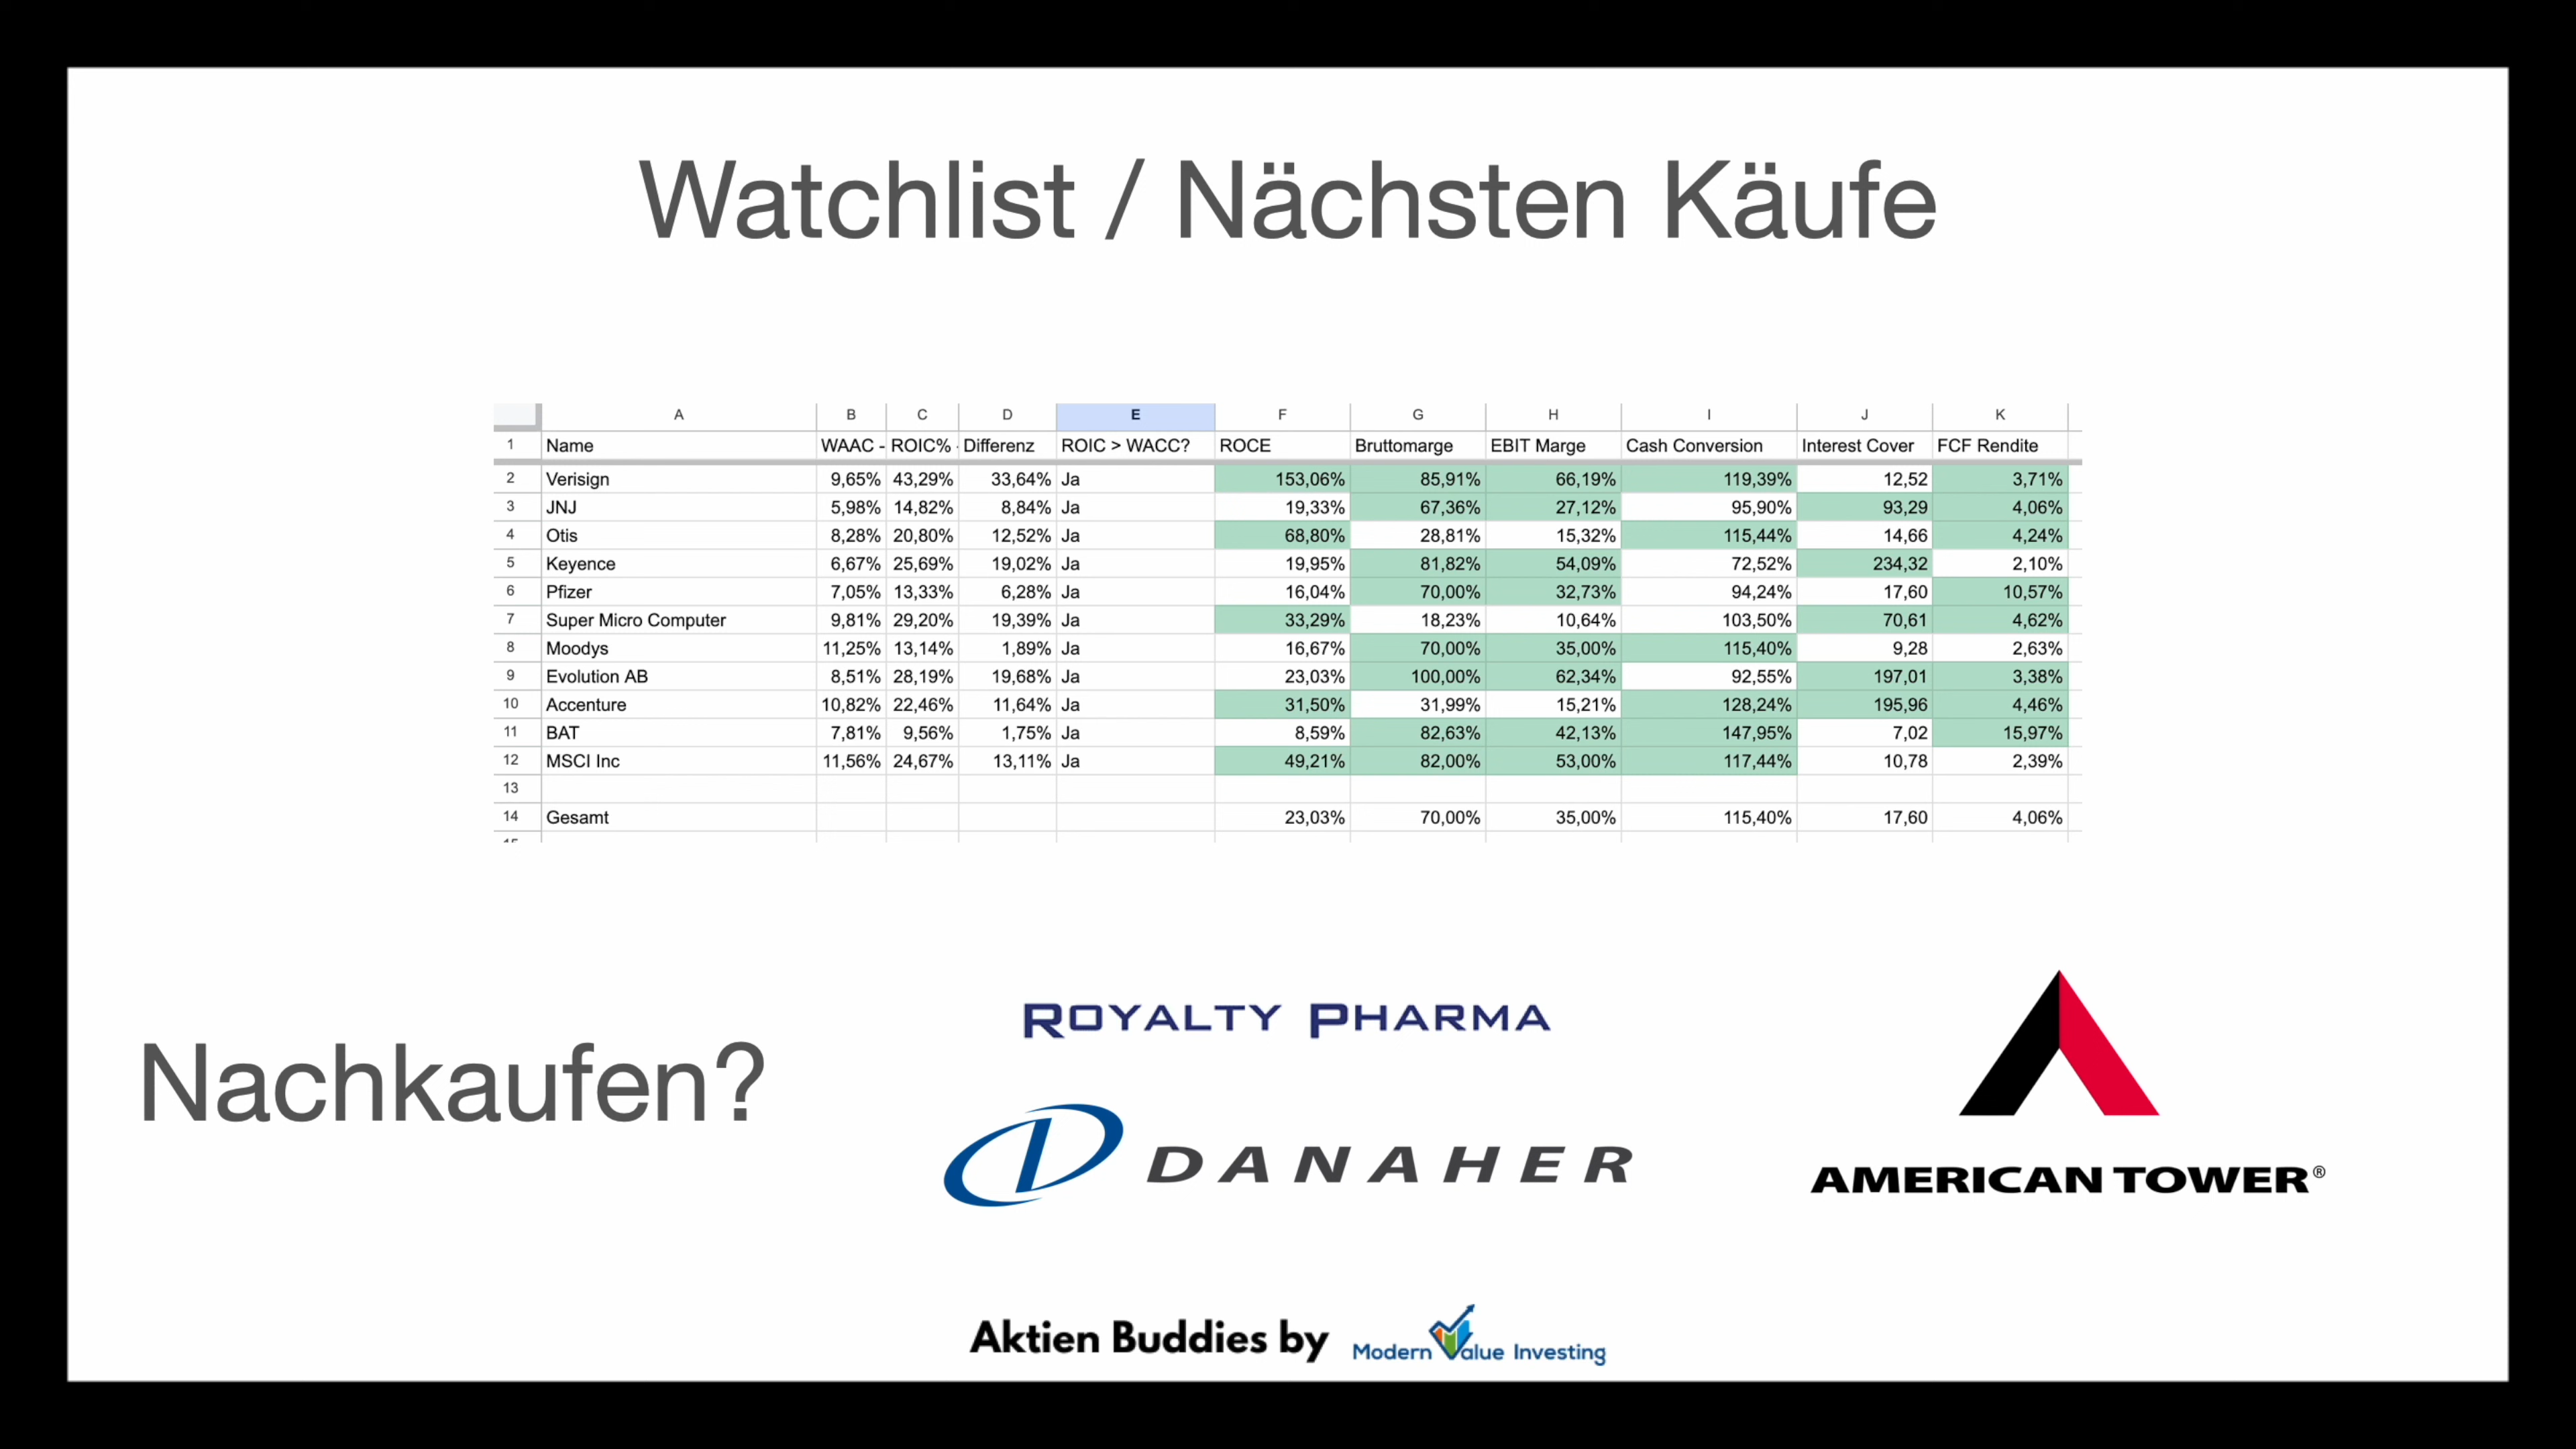 Watchlist / Nächsten Käufe
A B C D E F G H I J K
1 Name WAAC - ROIC% - Differenz ROIC > WACC? ROCE Bruttomarge EBIT Marge Cash Conversion Interest Cover FCF Rendite
2 Verisign 9,65% 43,29% 33,64% Ja 153,06% 85,91% 66,19% 119,39% 12,52 3,71%
3 JNJ 5,98% 14,82% 8,84% Ja 19,33% 67,36% 27,12% 95,90% 93,29 4,06%
4 Otis 8,28% 20,80% 12,52% Ja 68,80% 28,81% 15,32% 115,44% 14,66 4,24%
5 Keyence 6,67% 25,69% 19,02% Ja 19,95% 81,82% 54,09% 72,52% 234,32 2,10%
6 Pfizer 7,05% 13,33% 6,28% Ja 16,04% 70,00% 32,73% 94,24% 17,60 10,57%
7 Super Micro Computer 9,81% 29,20% 19,39% Ja 33,29% 18,23% 10,64% 103,50% 70,61 4,62%
8 Moodys 11,25% 13,14% 1,89% Ja 16,67% 70,00% 35,00% 115,40% 9,28 2,63%
9 Evolution AB 8,51% 28,19% 19,68% Ja 23,03% 100,00% 62,34% 92,55% 197,01 3,38%
10 Accenture 10,82% 22,46% 11,64% Ja 31,50% 31,99% 15,21% 128,24% 195,96 4,46%
11 BAT 7,81% 9,56% 1,75% Ja 8,59% 82,63% 42,13% 147,95% 7,02 15,97%
12 MSCI Inc 11,56% 24,67% 13,11% Ja 49,21% 82,00% 53,00% 117,44% 10,78 2,39%
13
14 Gesamt 23,03% 70,00% 35,00% 115,40% 17,60 4,06%
Nachkaufen?
ROYALTY PHARMA
DANAHER
AMERICAN TOWER®
Aktien Buddies by Modern Value Investing